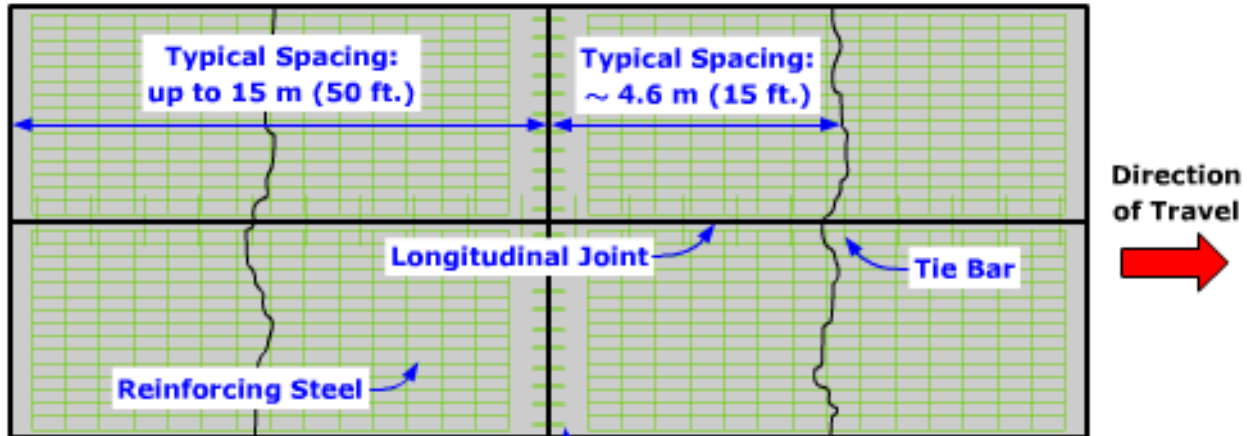 Typical Spacing:
up to 15 m (50 ft.)
Typical Spacing:
~ 4.6 m (15 ft.)
Direction
of Travel
Longitudinal Joint
Tie Bar
Reinforcing Steel